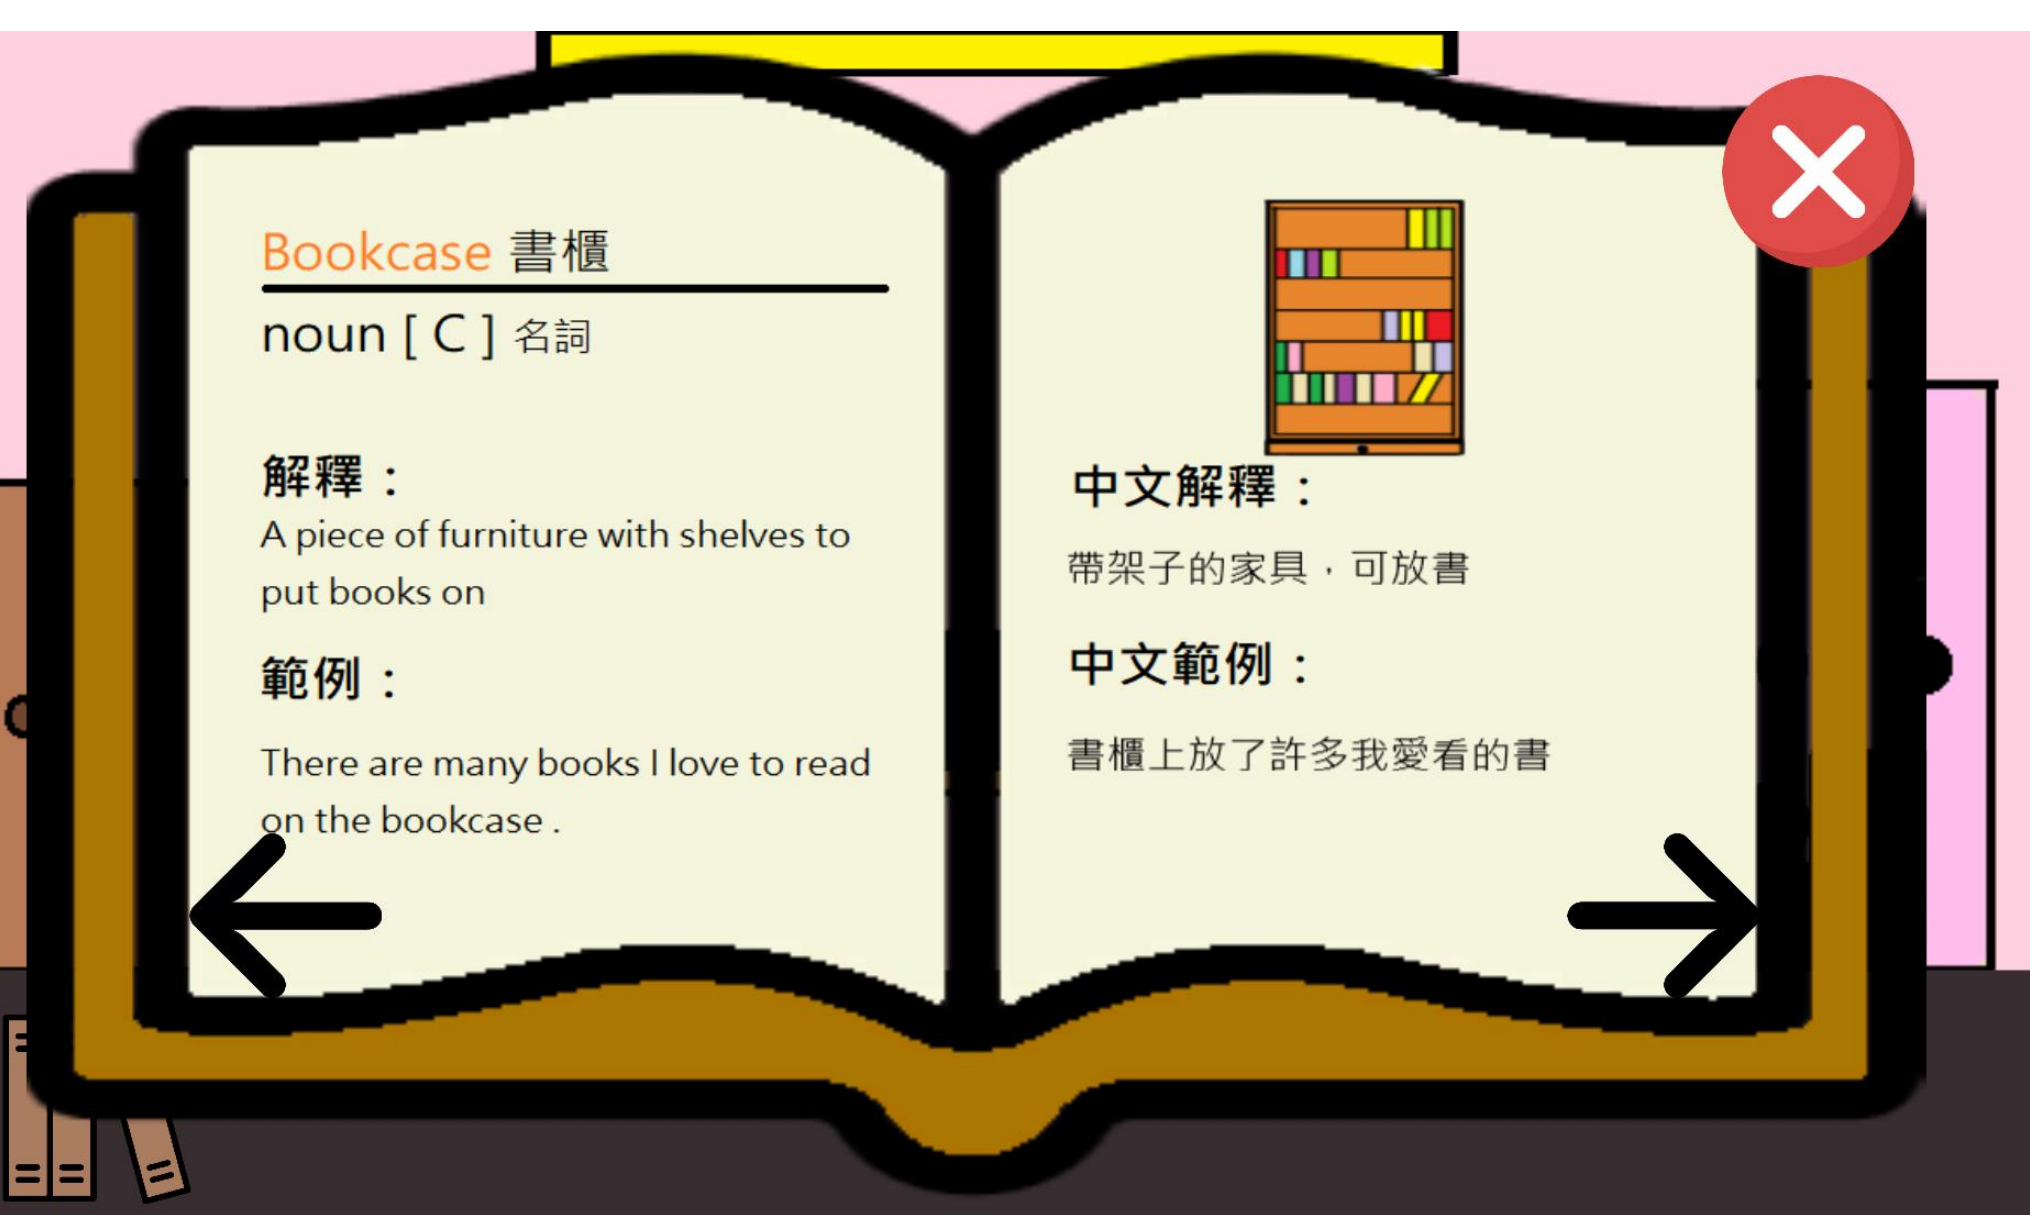 Bookcase 書櫃
noun [ C ] 名詞
解釋：
A piece of furniture with shelves to
put books on
範例：
There are many books I love to read
on the bookcase .
中文解釋：
帶架子的家具，可放書
中文範例：
書櫃上放了許多我愛看的書